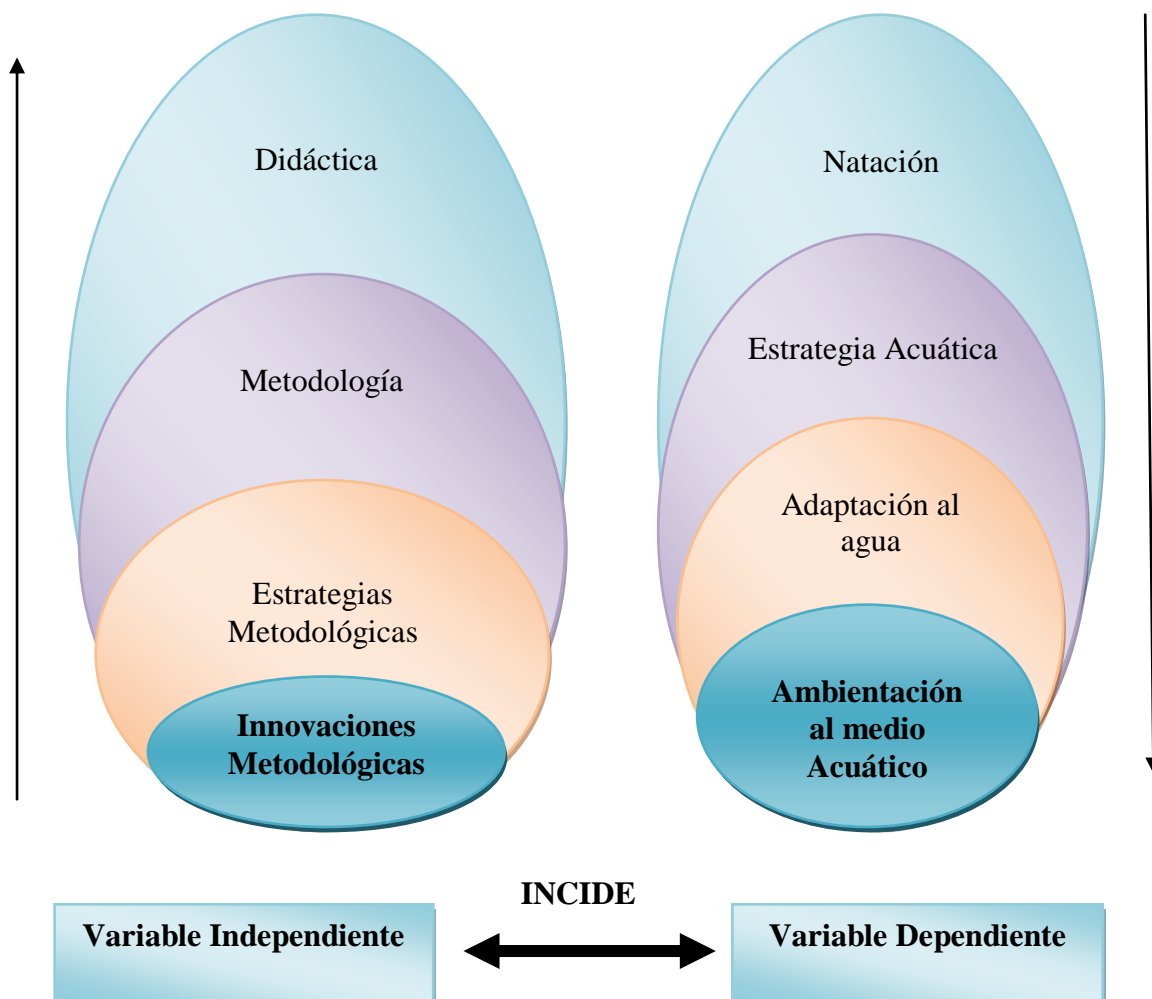 Didáctica
Metodología
Estrategias
Metodológicas
Innovaciones
Metodológicas
Natación
Estrategia Acuática
Adaptación al
agua
Ambientación
al medio
Acuático
INCIDE
Variable Independiente
Variable Dependiente